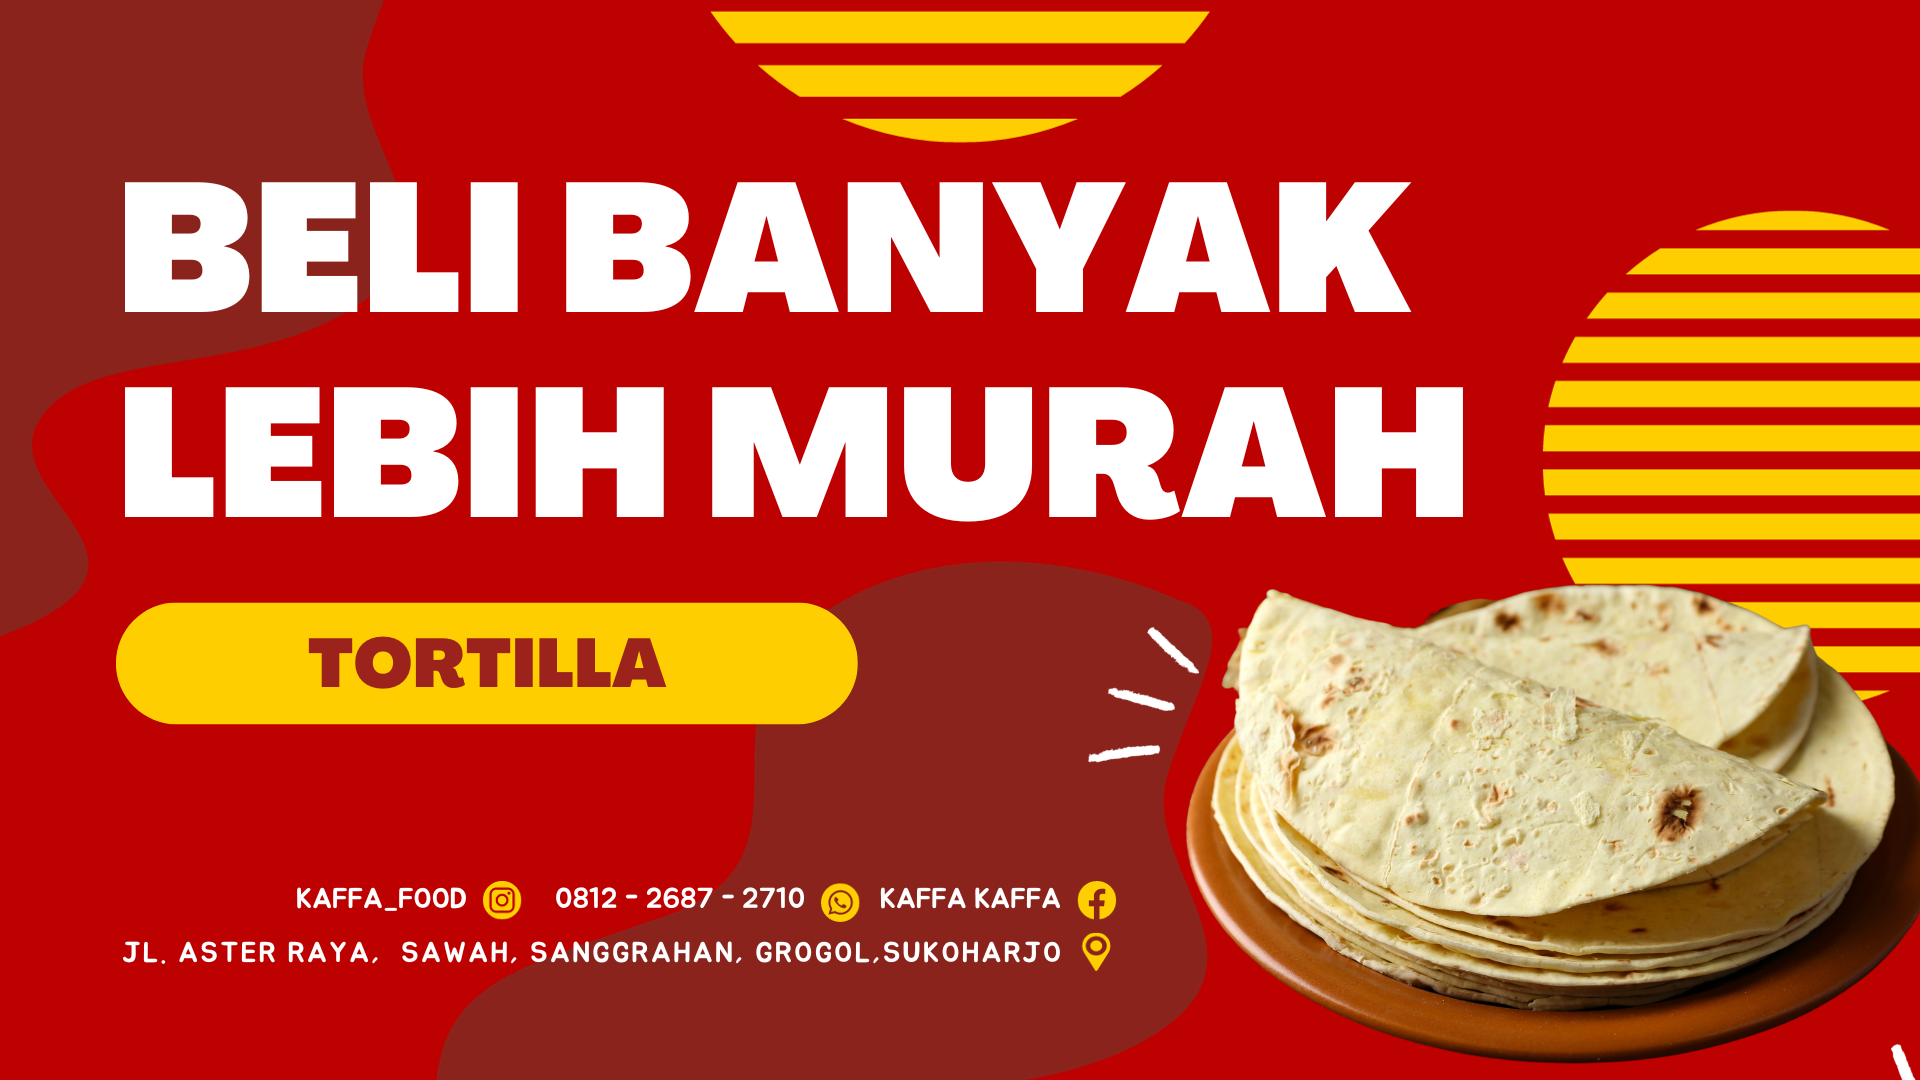 BELI BANYAK
LEBIH MURAH
TORTILLA
KAFFA_FOOD 0812 - 2687 - 2710 KAFFA KAFFA
JL. ASTER RAYA, SAWAH, SANGGRAHAN, GROGOL,SUKOHARJO